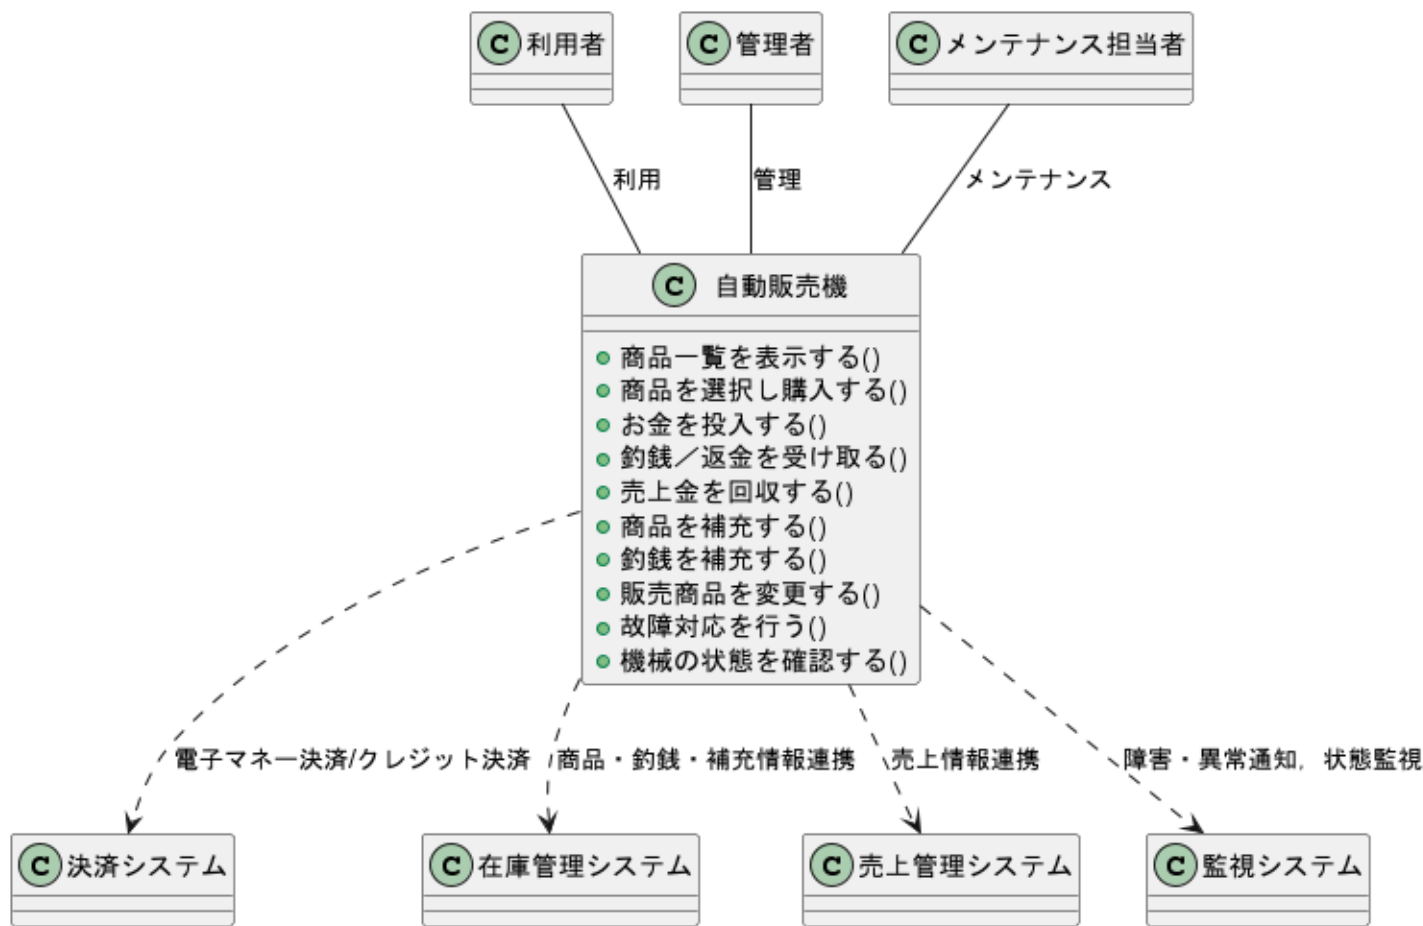 C 利用者
C 管理者
C メンテナンス担当者
利用
管理
メンテナンス
C 自動販売機
商品一覧を表示する()
商品を選択し購入する()
お金を投入する()
釣銭／返金を受け取る()
売上金を回収する()
商品を補充する()
釣銭を補充する()
販売商品を変更する()
故障対応を行う()
機械の状態を確認する()
電子マネー決済/クレジット決済
商品・釣銭・補充情報連携
売上情報連携
障害・異常通知，状態監視
C 決済システム
C 在庫管理システム
C 売上管理システム
C 監視システム